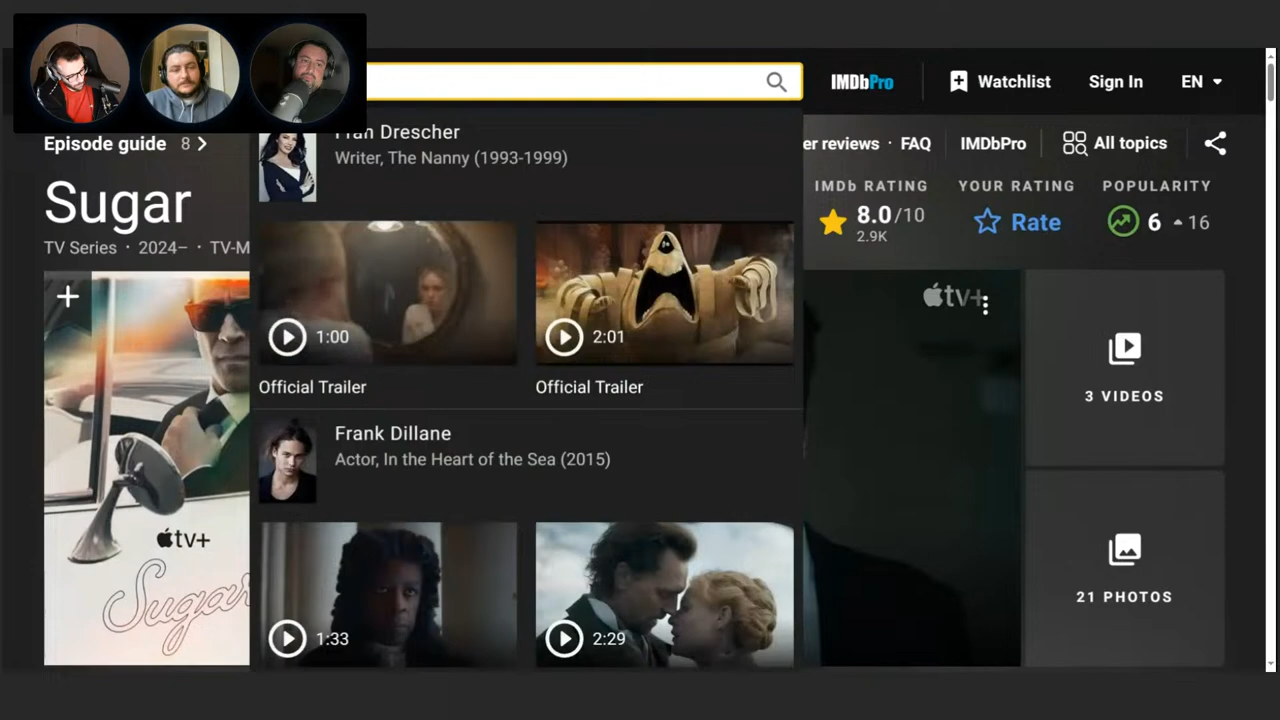 IMDbPro
Watchlist
Sign In
EN
Episode guide 8
er reviews · FAQ
IMDbPro
All topics
Fran Drescher
Writer, The Nanny (1993-1999)
Sugar
TV Series · 2024– · TV-M
IMDb RATING
8.0/10
2.9K
YOUR RATING
Rate
POPULARITY
6
16
1:00
2:01
Official Trailer
Official Trailer
tv+
3 VIDEOS
Frank Dillane
Actor, In the Heart of the Sea (2015)
tv+
Sugar
1:33
2:29
21 PHOTOS